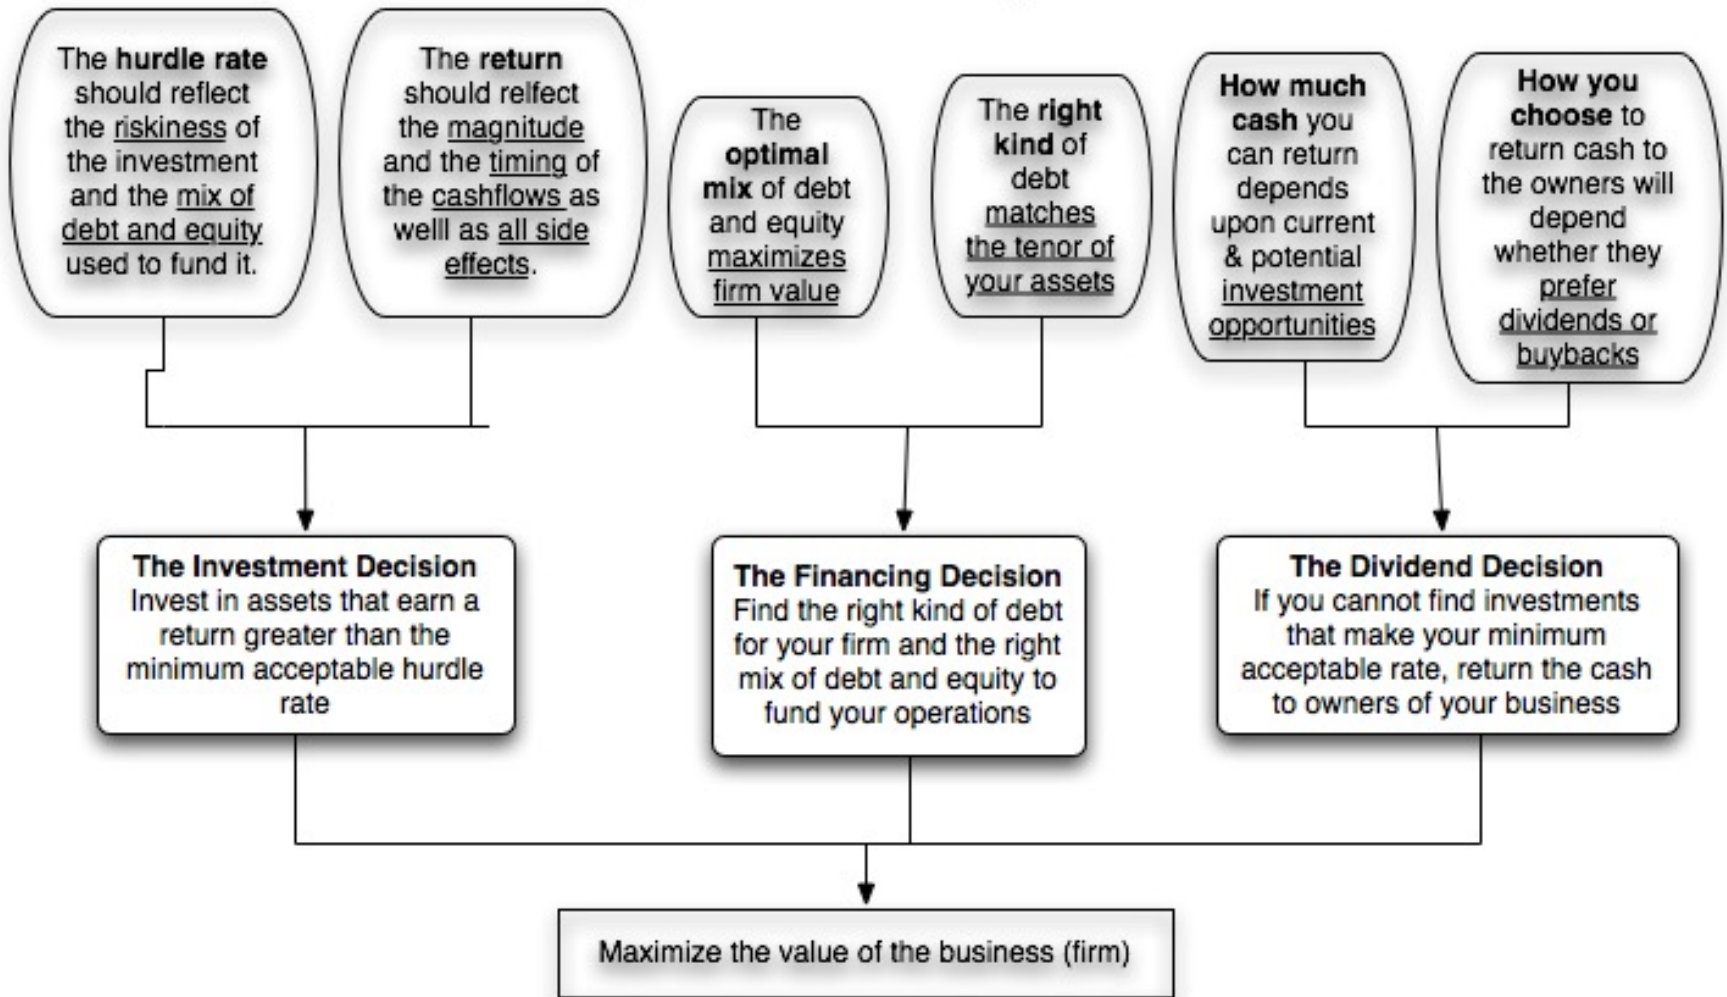 The hurdle rate
should reflect
the riskiness of
the investment
and the mix of
debt and equity
used to fund it.
The return
should relfect
the magnitude
and the timing of
the cashflows as
welll as all side
effects.
The
optimal
mix of debt
and equity
maximizes
firm value
The right
kind of
debt
matches
the tenor of
your assets
How much
cash you
can return
depends
upon current
& potential
investment
opportunities
How you
choose to
return cash to
the owners will
depend
whether they
prefer
dividends or
buybacks
The Investment Decision
Invest in assets that earn a
return greater than the
minimum acceptable hurdle
rate
The Financing Decision
Find the right kind of debt
for your firm and the right
mix of debt and equity to
fund your operations
The Dividend Decision
If you cannot find investments
that make your minimum
acceptable rate, return the cash
to owners of your business
Maximize the value of the business (firm)